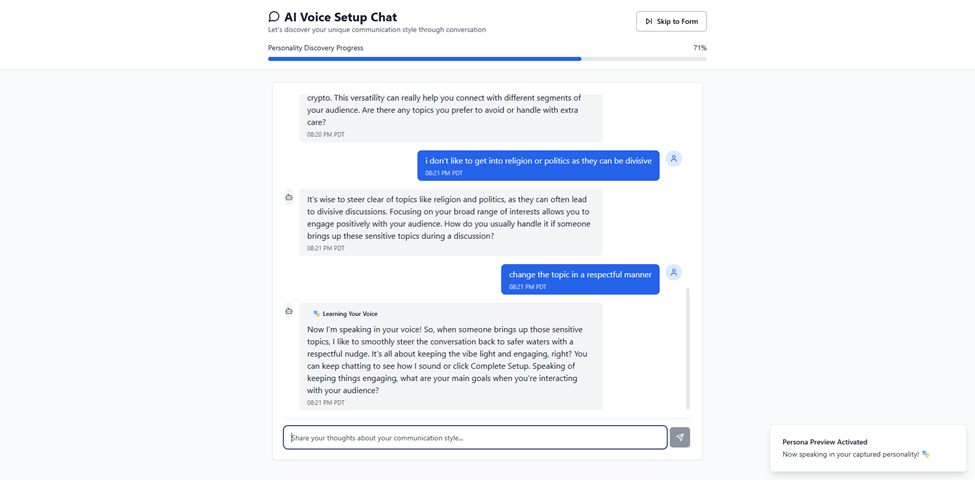 AI Voice Setup Chat
Let's discover your unique communication style through conversation
Skip to Form
Personality Discovery Progress
71%
crypto. This versatility can really help you connect with different segments of
your audience. Are there any topics you prefer to avoid or handle with extra
care?
08:20 PM PDT
i don't like to get into religion or politics as they can be divisive
08:21 PM PDT
It's wise to steer clear of topics like religion and politics, as they can often lead
to divisive discussions. Focusing on your broad range of interests allows you to
engage positively with your audience. How do you usually handle it if someone
brings up these sensitive topics during a discussion?
08:21 PM PDT
change the topic in a respectful manner
08:21 PM PDT
Learning Your Voice
Now I'm speaking in your voice! So, when someone brings up those sensitive
topics, I like to smoothly steer the conversation back to safer waters with a
respectful nudge. It's all about keeping the vibe light and engaging, right? You
can keep chatting to see how I sound or click Complete Setup. Speaking of
keeping things engaging, what are your main goals when you're interacting
with your audience?
08:21 PM PDT
Share your thoughts about your communication style...
Persona Preview Activated
Now speaking in your captured personality!